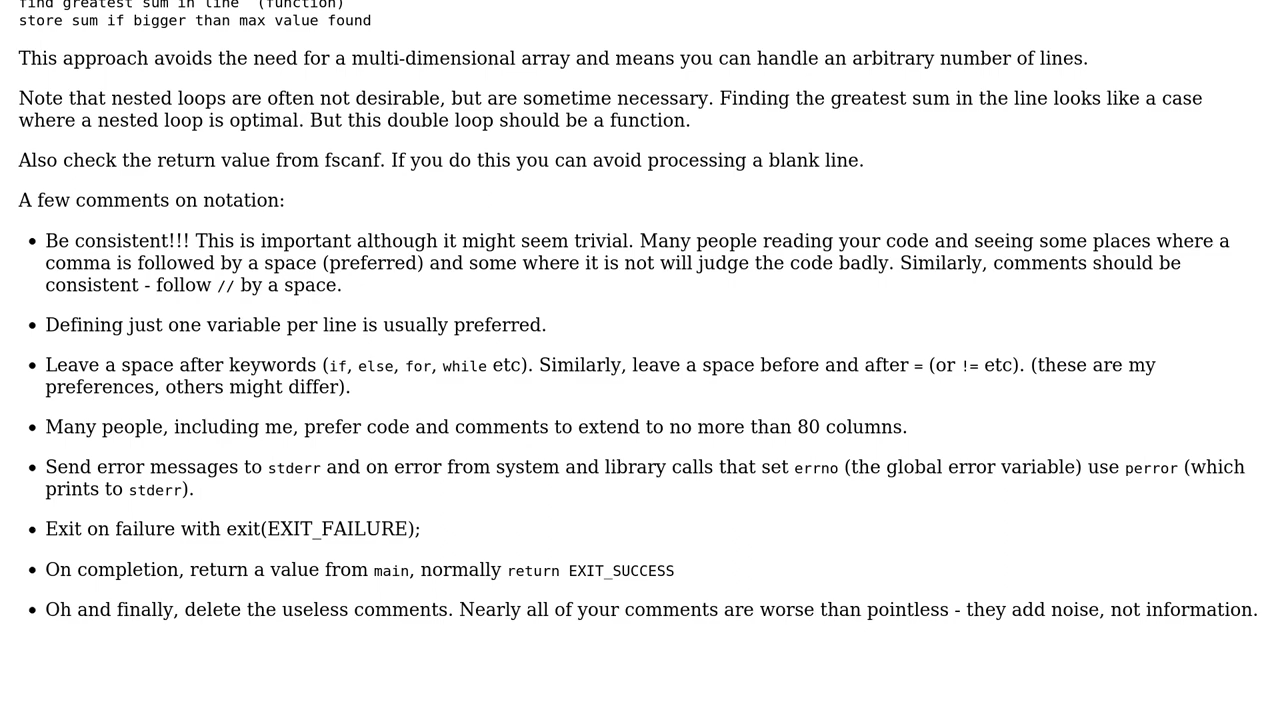 find greatest sum in line (function)
store sum if bigger than max value found
This approach avoids the need for a multi-dimensional array and means you can handle an arbitrary number of lines.
Note that nested loops are often not desirable, but are sometime necessary. Finding the greatest sum in the line looks like a case
where a nested loop is optimal. But this double loop should be a function.
Also check the return value from fscanf. If you do this you can avoid processing a blank line.
A few comments on notation:
• Be consistent!!! This is important although it might seem trivial. Many people reading your code and seeing some places where a
comma is followed by a space (preferred) and some where it is not will judge the code badly. Similarly, comments should be
consistent - follow // by a space.
• Defining just one variable per line is usually preferred.
• Leave a space after keywords (if, else, for, while etc). Similarly, leave a space before and after = (or != etc). (these are my
preferences, others might differ).
• Many people, including me, prefer code and comments to extend to no more than 80 columns.
• Send error messages to stderr and on error from system and library calls that set errno (the global error variable) use perror (which
prints to stderr).
• Exit on failure with exit(EXIT_FAILURE);
• On completion, return a value from main, normally return EXIT_SUCCESS
• Oh and finally, delete the useless comments. Nearly all of your comments are worse than pointless - they add noise, not information.